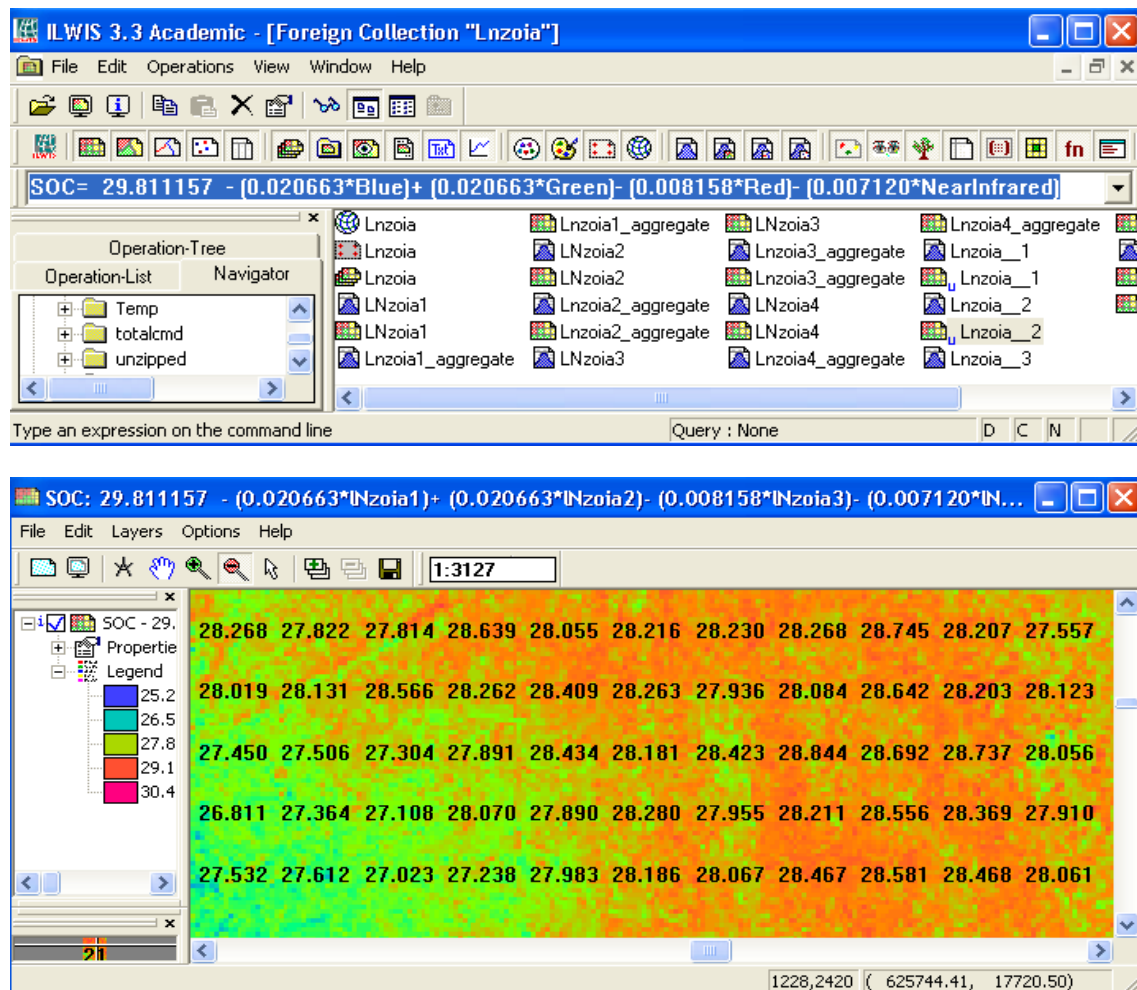 ILWIS 3.3 Academic - [Foreign Collection "Lnzoia"]
File Edit Operations View Window Help
ILWIS Txt fn
SOC= 29.811157 - (0.020663*Blue)+ (0.020663*Green)- (0.008158*Red)- (0.007120*NearInfrared)
Operation-Tree
Operation-List Navigator
Temp
totalcmd
unzipped
Lnzoia Lnzoia1_aggregate LNzoia3 Lnzoia4_aggregate
Lnzoia LNzoia2 Lnzoia3_aggregate Lnzoia__1
Lnzoia LNzoia2 Lnzoia3_aggregate u Lnzoia__1
LNzoia1 Lnzoia2_aggregate LNzoia4 Lnzoia__2
LNzoia1 Lnzoia2_aggregate LNzoia4 u Lnzoia__2
Lnzoia1_aggregate LNzoia3 Lnzoia4_aggregate Lnzoia__3
Type an expression on the command line Query : None D C N
SOC: 29.811157 - (0.020663*lNzoia1)+ (0.020663*lNzoia2)- (0.008158*lNzoia3)- (0.007120*lN...
File Edit Layers Options Help
1:3127
SOC - 29.
Propertie
Legend
25.2
26.5
27.8
29.1
30.4
28.268 27.822 27.814 28.639 28.055 28.216 28.230 28.268 28.745 28.207 27.557
28.019 28.131 28.566 28.262 28.409 28.263 27.936 28.084 28.642 28.203 28.123
27.450 27.506 27.304 27.891 28.434 28.181 28.423 28.844 28.692 28.737 28.056
26.811 27.364 27.108 28.070 27.890 28.280 27.955 28.211 28.556 28.369 27.910
27.532 27.612 27.023 27.238 27.983 28.186 28.067 28.467 28.581 28.468 28.061
21
1228,2420 ( 625744.41, 17720.50)